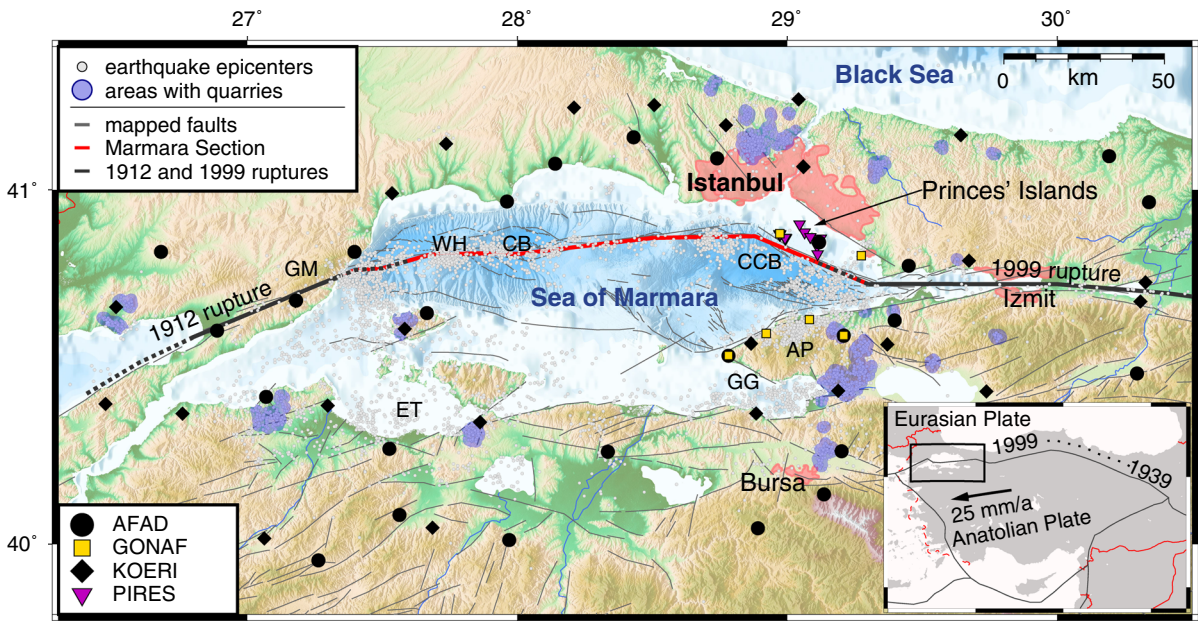 27°
28°
29°
30°
earthquake epicenters
areas with quarries
mapped faults
Marmara Section
1912 and 1999 ruptures
Black Sea
0
50
km
41°
40°
Istanbul
Princes' Islands
WH
CB
CCB
GM
1912 rupture
Sea of Marmara
1999 rupture
Izmit
AP
GG
ET
Bursa
AFAD
GONAF
KOERI
PIRES
Eurasian Plate
1999
1939
25 mm/a
Anatolian Plate